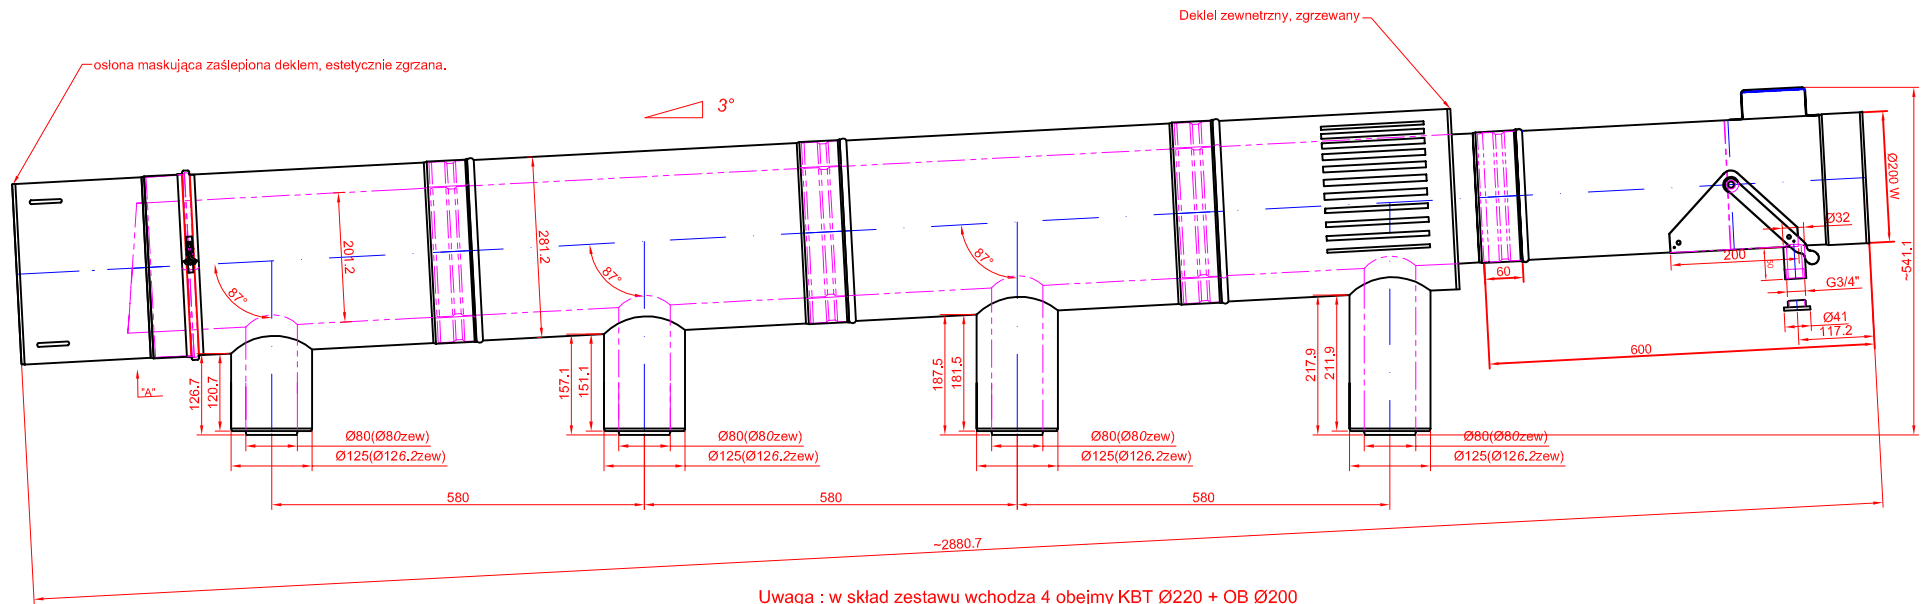 Deklel zewnetrzny, zgrzewany
osłona maskująca zaślepiona deklem, estetycznie zgrzana.
3°
Ø200 W
~541.1
Ø32
200
50
G3/4"
Ø41
117.2
60
600
201.2
281.2
87°
87°
87°
"A"
126.7
120.7
157.1
151.1
187.5
181.5
217.9
211.9
Ø80(Ø80zew)
Ø125(Ø126.2zew)
Ø80(Ø80zew)
Ø125(Ø126.2zew)
Ø80(Ø80zew)
Ø125(Ø126.2zew)
Ø80(Ø80zew)
Ø125(Ø126.2zew)
580
580
580
~2880.7
Uwaga : w skład zestawu wchodza 4 obejmy KBT Ø220 + OB Ø200